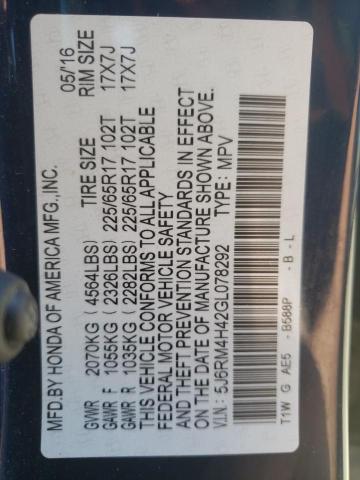 MFD.BY HONDA OF AMERICA MFG.,INC. 05/16
TIRE SIZE RIM SIZE
GVWR 2070KG (4564LBS)
GAWR F 1055KG (2326LBS) 225/65R17 102T 17X7J
GAWR R 1035KG (2282LBS) 225/65R17 102T 17X7J
THIS VEHICLE CONFORMS TO ALL APPLICABLE
FEDERAL MOTOR VEHICLE SAFETY
AND THEFT PREVENTION STANDARDS IN EFFECT
ON THE DATE OF MANUFACTURE SHOWN ABOVE.
V.I.N.: 5J6RM4H42GL078292 TYPE: MPV
T1W G AE5 -B588P -B-L